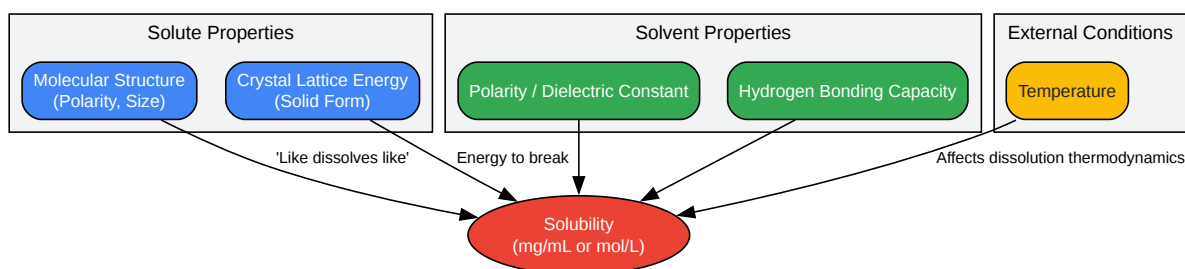 Solute Properties
Solvent Properties
External Conditions
Molecular Structure
(Polarity, Size)
Crystal Lattice Energy
(Solid Form)
Polarity / Dielectric Constant
Hydrogen Bonding Capacity
Temperature
'Like dissolves like'
Energy to break
Affects dissolution thermodynamics
Solubility
(mg/mL or mol/L)